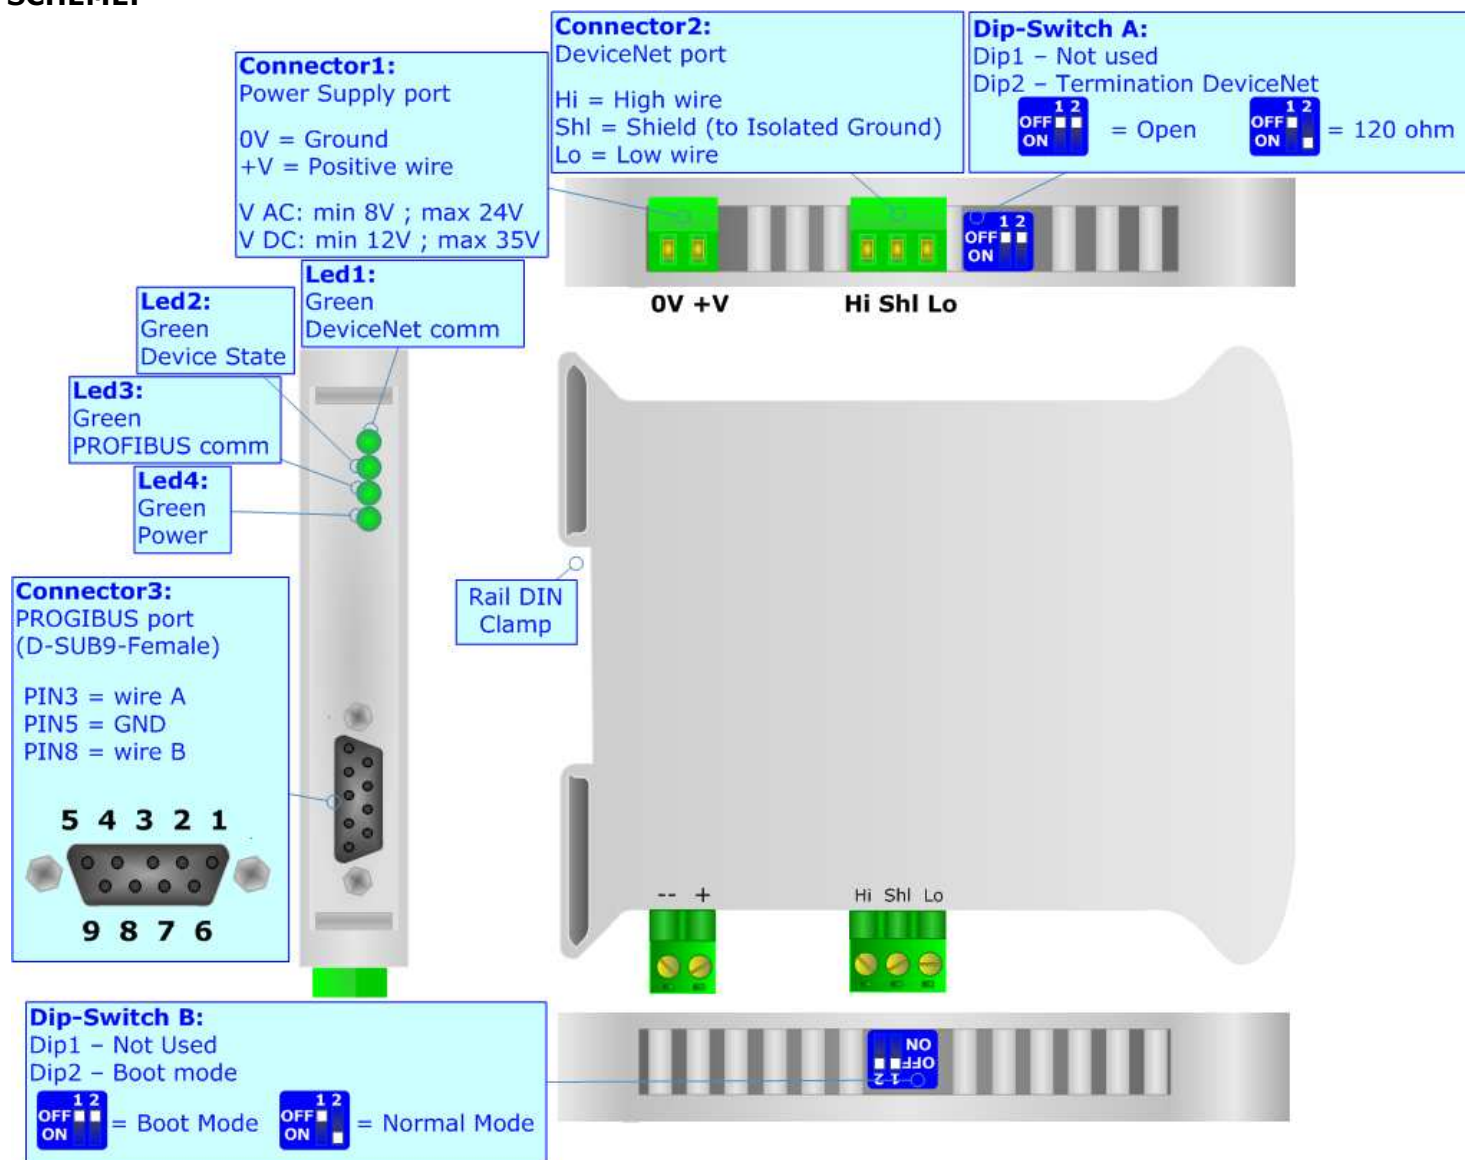 Connector1:
Power Supply port
0V = Ground
+V = Positive wire
V AC: min 8V ; max 24V
V DC: min 12V ; max 35V
Connector2:
DeviceNet port
Hi = High wire
Shl = Shield (to Isolated Ground)
Lo = Low wire
Dip-Switch A:
Dip1 – Not used
Dip2 – Termination DeviceNet
1 2
OFF
ON
= Open
1 2
OFF
ON
= 120 ohm
1 2
OFF
ON
0V +V
Hi Shl Lo
Led1:
Green
DeviceNet comm
Led2:
Green
Device State
Led3:
Green
PROFIBUS comm
Led4:
Green
Power
Rail DIN
Clamp
Connector3:
PROGIBUS port
(D-SUB9-Female)
PIN3 = wire A
PIN5 = GND
PIN8 = wire B
5 4 3 2 1
9 8 7 6
-- +
Hi Shl Lo
Dip-Switch B:
Dip1 – Not Used
Dip2 – Boot mode
1 2
OFF
ON
= Boot Mode
1 2
OFF
ON
= Normal Mode
1 2
OFF
ON